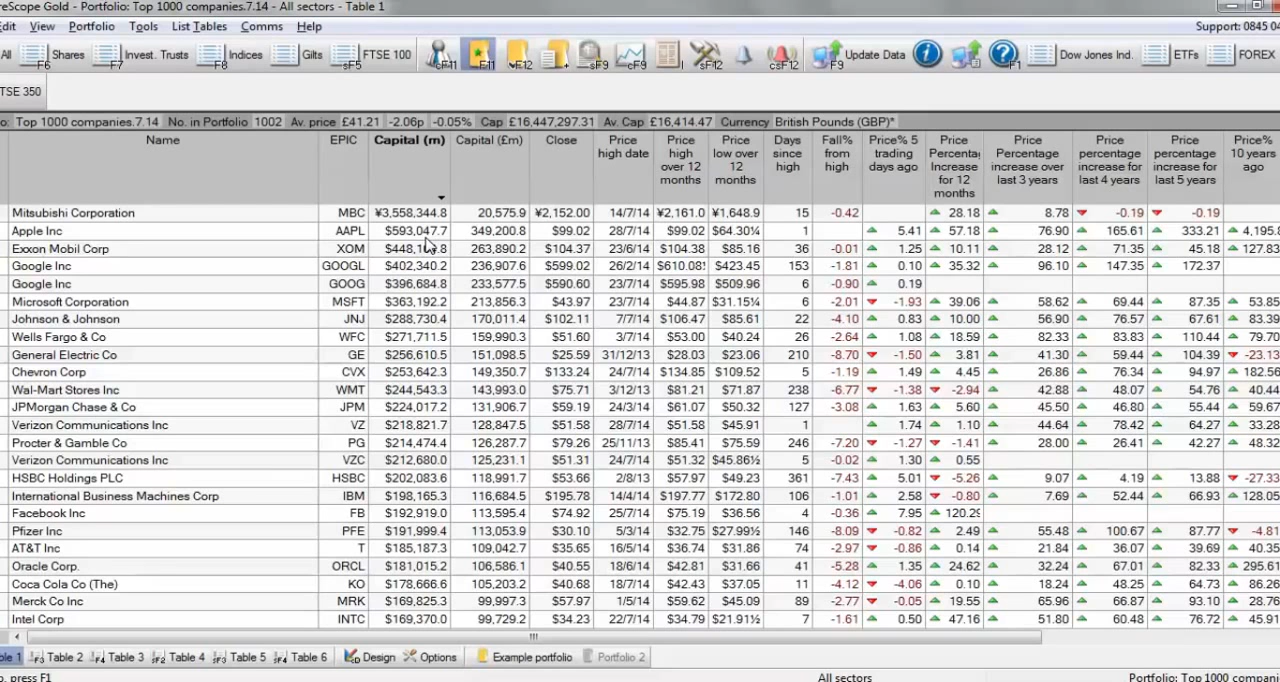 reScope Gold - Portfolio: Top 1000 companies.7.14 - All sectors - Table 1
Edit View Portfolio Tools List Tables Comms Help Support: 0845 04
All F6 Shares F7 Invest. Trusts F8 Indices Gilts sF5 FTSE 100 cF11 F11 F12 sF9 cF9 sF12 csF12 F9 Update Data F1 Dow Jones Ind. ETFs FOREX
FTSE 350
o: Top 1000 companies.7.14 No. in Portfolio 1002 Av. price £41.21 -2.06p -0.05% Cap £16,447,297.31 Av. Cap £16,414.47 Currency British Pounds (GBP)*
Name EPIC Capital (m) Capital (£m) Close Price high date Price high over 12 months Price low over 12 months Days since high Fall% from high Price% 5 trading days ago Price Percentag Increase for 12 months Price Percentage increase over last 3 years Price percentage increase for last 4 years Price percentage increase for last 5 years Price% 10 years ago
Mitsubishi Corporation MBC ¥3,558,344.8 20,575.9 ¥2,152.00 14/7/14 ¥2,161.0 ¥1,648.9 15 -0.42 28.18 8.78 -0.19 -0.19
Apple Inc AAPL $593,047.7 349,200.8 $99.02 28/7/14 $99.02 $64.30¼ 1 5.41 57.18 76.90 165.61 333.21 4,195.8
Exxon Mobil Corp XOM 263,890.2 $104.37 23/6/14 $104.38 $85.16 36 -0.01 1.25 10.11 28.12 71.35 45.18 127.83
Google Inc GOOGL $402,340.2 236,907.6 $599.02 26/2/14 $610.08 $423.45 153 -1.81 0.10 35.32 96.10 147.35 172.37
Google Inc GOOG $396,684.8 233,577.5 $590.60 23/7/14 $595.98 $509.96 6 -0.90 0.19
Microsoft Corporation MSFT $363,192.2 213,856.3 $43.97 23/7/14 $44.87 $31.15¼ 6 -2.01 -1.93 39.06 58.62 69.44 87.35 53.85
Johnson & Johnson JNJ $288,730.4 170,011.4 $102.11 7/7/14 $106.47 $85.61 22 -4.10 0.83 10.00 56.90 76.57 67.61 83.39
Wells Fargo & Co WFC $271,711.5 159,990.3 $51.60 3/7/14 $53.00 $40.24 26 -2.64 1.08 18.59 82.33 83.83 110.44 79.70
General Electric Co GE $256,610.5 151,098.5 $25.59 31/12/13 $28.03 $23.06 210 -8.70 -1.50 3.81 41.30 59.44 104.39 -23.13
Chevron Corp CVX $253,642.3 149,350.7 $133.24 24/7/14 $134.85 $109.52 5 -1.19 1.49 4.45 26.86 76.34 94.97 182.56
Wal-Mart Stores Inc WMT $244,543.3 143,993.0 $75.71 3/12/13 $81.21 $71.87 238 -6.77 -1.38 -2.94 42.88 48.07 54.76 40.44
JPMorgan Chase & Co JPM $224,017.2 131,906.7 $59.19 24/3/14 $61.07 $50.32 127 -3.08 1.63 5.60 45.50 46.80 55.44 59.67
Verizon Communications Inc VZ $218,821.7 128,847.5 $51.58 28/7/14 $51.58 $45.91 1 1.74 1.10 44.64 78.42 64.27 33.28
Procter & Gamble Co PG $214,474.4 126,287.7 $79.26 25/11/13 $85.41 $75.59 246 -7.20 -1.27 -1.41 28.00 26.41 42.27 48.32
Verizon Communications Inc VZC $212,680.0 125,231.1 $51.31 24/7/14 $51.32 $45.86½ 5 -0.02 1.30 0.55
HSBC Holdings PLC HSBC $202,083.6 118,991.7 $53.66 2/8/13 $57.97 $49.23 361 -7.43 5.01 -5.26 9.07 4.19 13.88 -27.33
International Business Machines Corp IBM $198,165.3 116,684.5 $195.78 14/4/14 $197.77 $172.80 106 -1.01 2.58 -0.80 7.69 52.44 66.93 128.05
Facebook Inc FB $192,919.0 113,595.4 $74.92 25/7/14 $75.19 $36.56 4 -0.36 7.95 120.29
Pfizer Inc PFE $191,999.4 113,053.9 $30.10 5/3/14 $32.75 $27.99½ 146 -8.09 -0.82 2.49 55.48 100.67 87.77 -4.81
AT&T Inc T $185,187.3 109,042.7 $35.65 16/5/14 $36.74 $31.86 74 -2.97 -0.86 0.14 21.84 36.07 39.69 40.35
Oracle Corp. ORCL $181,015.2 106,586.1 $40.55 18/6/14 $42.81 $31.66 41 -5.28 1.35 24.62 32.24 67.01 82.33 295.61
Coca Cola Co (The) KO $178,666.6 105,203.2 $40.68 18/7/14 $42.43 $37.05 11 -4.12 -4.06 0.10 18.24 48.25 64.73 86.26
Merck Co Inc MRK $169,825.3 99,997.3 $57.97 1/5/14 $59.62 $45.09 89 -2.77 -0.05 19.55 65.96 66.87 93.10 28.76
Intel Corp INTC $169,370.0 99,729.2 $34.23 22/7/14 $34.79 $21.91½ 7 -1.61 0.50 47.16 51.80 60.48 76.72 45.91
ble 1 F3 Table 2 F4 Table 3 sF2 Table 4 sF3 Table 5 sF4 Table 6 Design Options Example portfolio Portfolio 2
o, press F1 All sectors Portfolio: Top 1000 compani